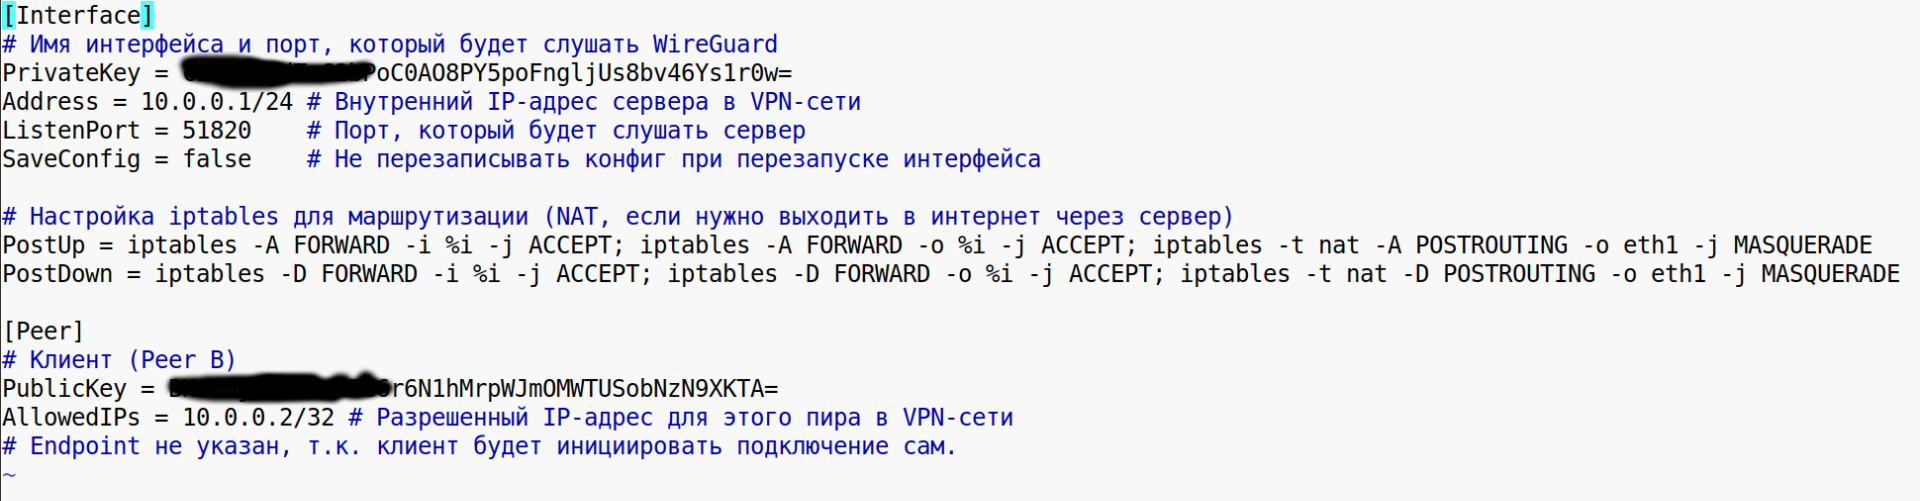 [Interface]
# Имя интерфейса и порт, который будет слушать WireGuard
PrivateKey = PoC0AO8PY5poFngljUs8bv46Ys1r0w=
Address = 10.0.0.1/24 # Внутренний IP-адрес сервера в VPN-сети
ListenPort = 51820    # Порт, который будет слушать сервер
SaveConfig = false    # Не перезаписывать конфиг при перезапуске интерфейса
# Настройка iptables для маршрутизации (NAT, если нужно выходить в интернет через сервер)
PostUp = iptables -A FORWARD -i %i -j ACCEPT; iptables -A FORWARD -o %i -j ACCEPT; iptables -t nat -A POSTROUTING -o eth1 -j MASQUERADE
PostDown = iptables -D FORWARD -i %i -j ACCEPT; iptables -D FORWARD -o %i -j ACCEPT; iptables -t nat -D POSTROUTING -o eth1 -j MASQUERADE
[Peer]
# Клиент (Peer B)
PublicKey = r6N1hMrpWJmOMWTUSobNzN9XKTA=
AllowedIPs = 10.0.0.2/32 # Разрешенный IP-адрес для этого пира в VPN-сети
# Endpoint не указан, т.к. клиент будет инициировать подключение сам.
~